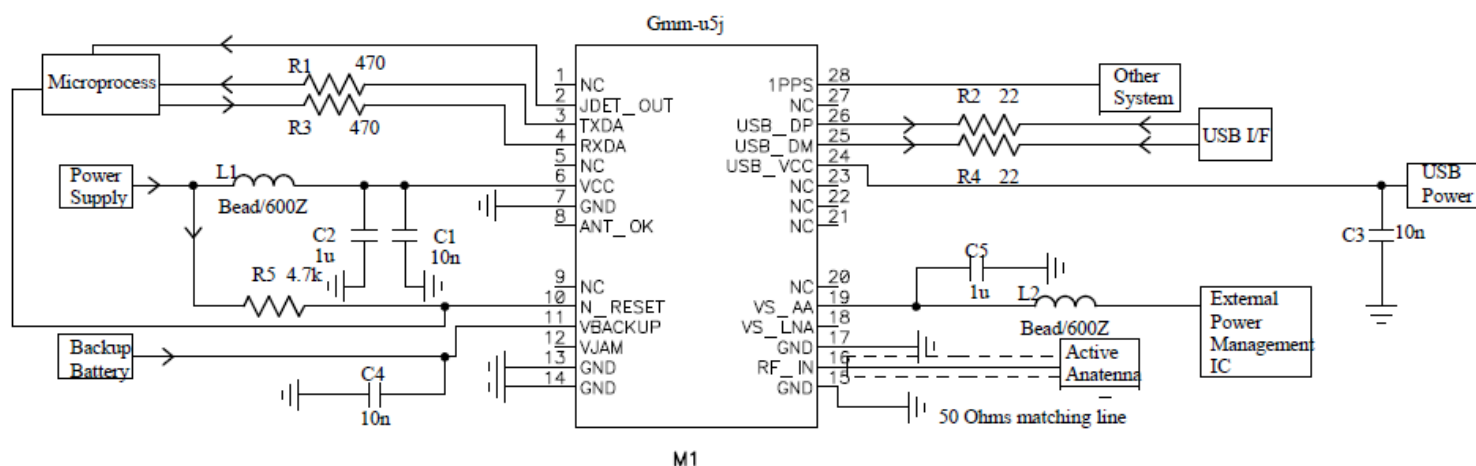 Gmm-u5j
Microprocess
R1 470
R3 470
Power
Supply
L1
Bead/600Z
C2
1u
C1
10n
R5 4.7k
Backup
Battery
C4
10n
1 NC
2 JDET_OUT
3 TXDA
4 RXDA
5 NC
6 VCC
7 GND
8 ANT_OK
9 NC
10 N_RESET
11 VBACKUP
12 VJAM
13 GND
14 GND
1PPS 28
NC 27
USB_DP 26
USB_DM 25
USB_VCC 24
NC 23
NC 22
NC 21
NC 20
VS_AA 19
VS_LNA 18
GND 17
RF_IN 16
GND 15
Other
System
R2 22
USB I/F
R4 22
USB
Power
C3 10n
C5
1u
L2
Bead/600Z
External
Power
Management
IC
Active
Anatenna
50 Ohms matching line
M1